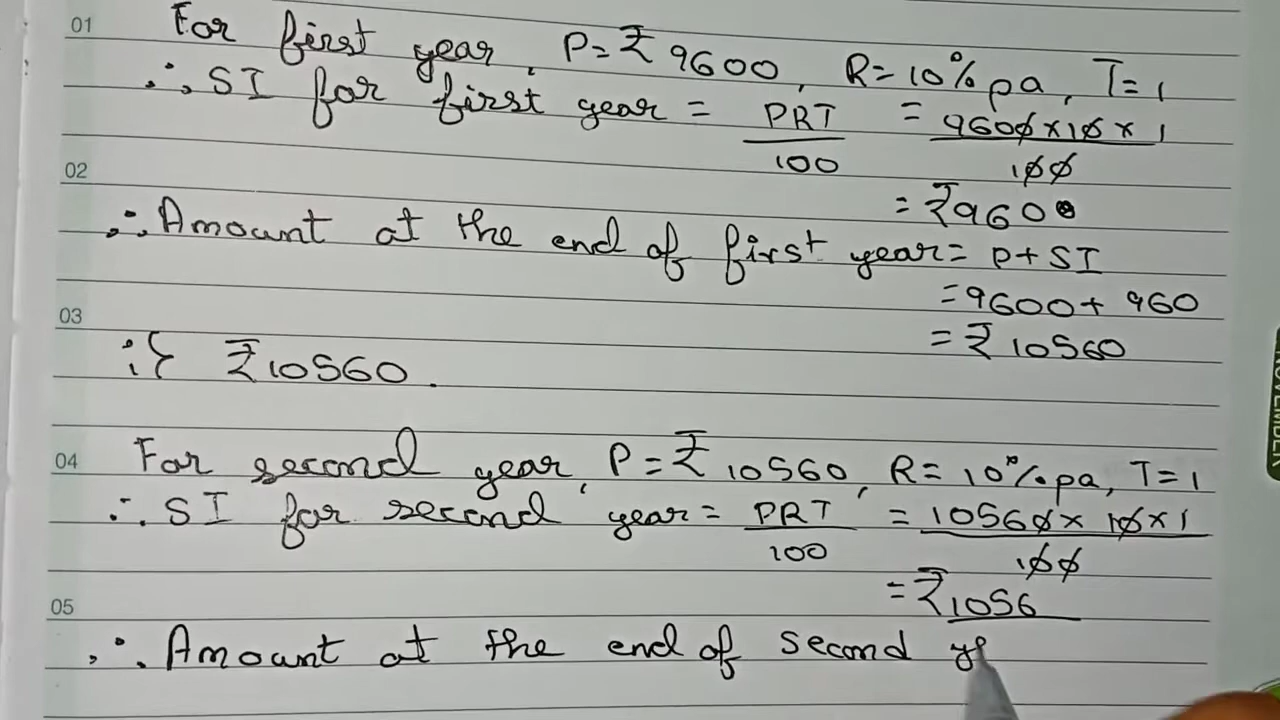 01
For first year, P=₹9600, R=10% pa, T=1
∴ SI for first year = PRT/100 = 9600×10×1/100
= ₹960
02
∴ Amount at the end of first year= P+SI
=9600+ 960
03
=₹10560
₹10560.
04
For second year, P=₹10560, R=10% pa, T=1
∴ SI for second year= PRT/100 = 10560×10×1/100
=₹1056
05
∴ Amount at the end of second
NOVEMBER